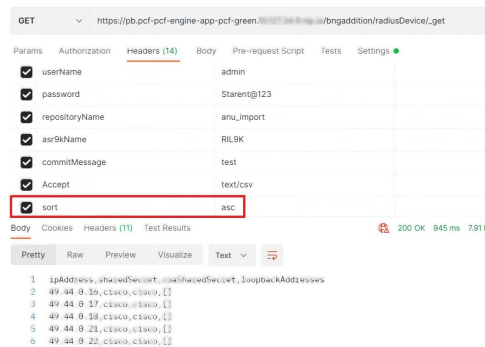 GET https://pb.pcf-pcf-engine-app-pcf-green. /bngaddition/radiusDevice/_get
Params Authorization Headers (14) Body Pre-request Script Tests Settings
userName admin
password Starent@123
repositoryName anu_import
asr9kName RIL9K
commitMessage test
Accept text/csv
sort asc
Body Cookies Headers (11) Test Results 200 OK 945 ms 7.91
Pretty Raw Preview Visualize Text
1 ipAddress,sharedSecret,coaSharedSecret,loopbackAddresses
2 49.44.0.16,cisco,cisco,[]
3 49.44.0.17,cisco,cisco,[]
4 49.44.0.18,cisco,cisco,[]
5 49.44.0.21,cisco,cisco,[]
6 49.44.0.22,cisco,cisco,[]